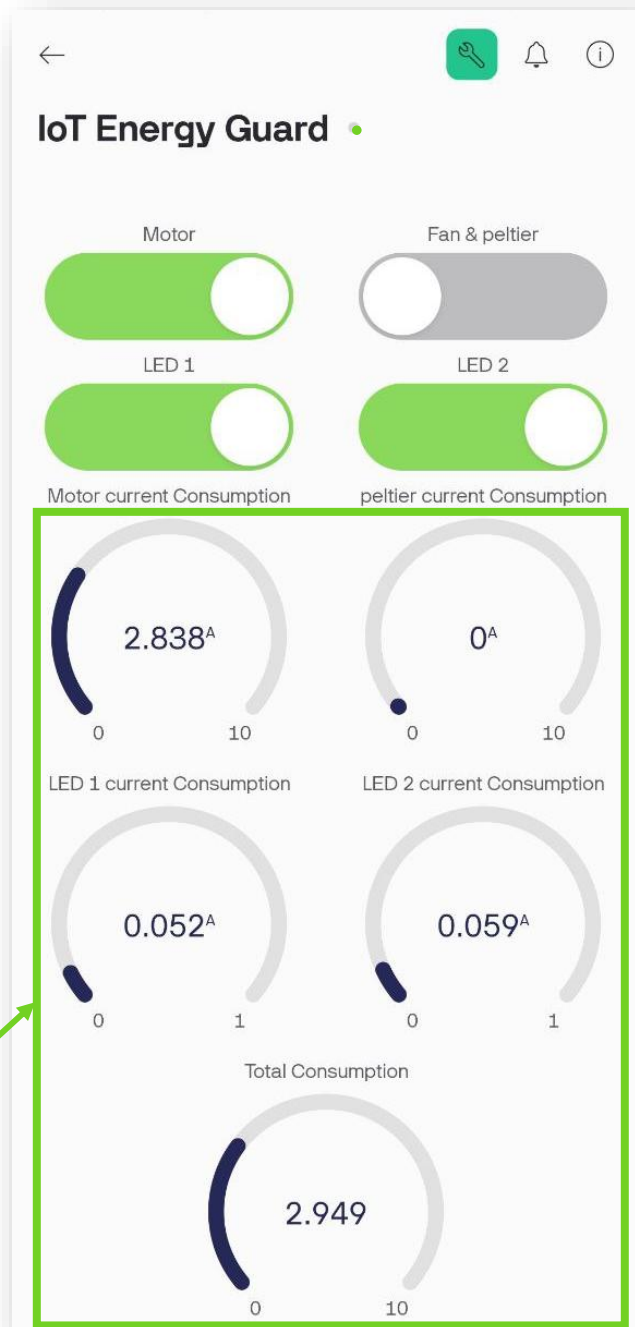 IoT Energy Guard
Motor Fan & peltier
LED 1 LED 2
Motor current Consumption peltier current Consumption
2.838A 0A
0 10 0 10
LED 1 current Consumption LED 2 current Consumption
0.052A 0.059A
0 1 0 1
Total Consumption
2.949
0 10